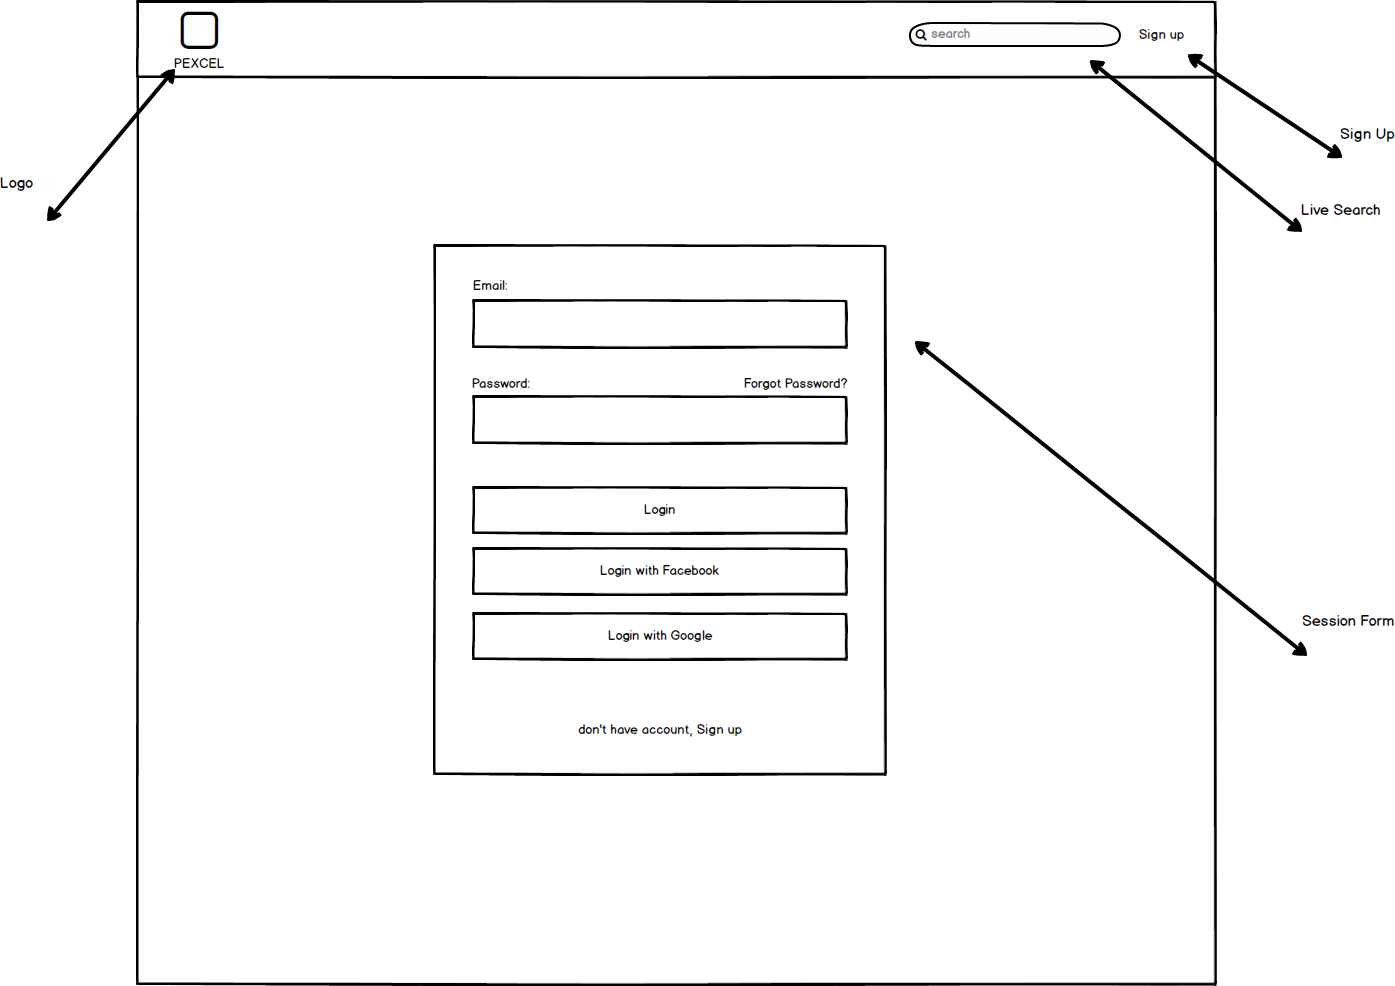 search
Sign up
PEXCEL
Sign Up
Logo
Live Search
Email:
Password:
Forgot Password?
Login
Login with Facebook
Login with Google
Session Form
don't have account, Sign up